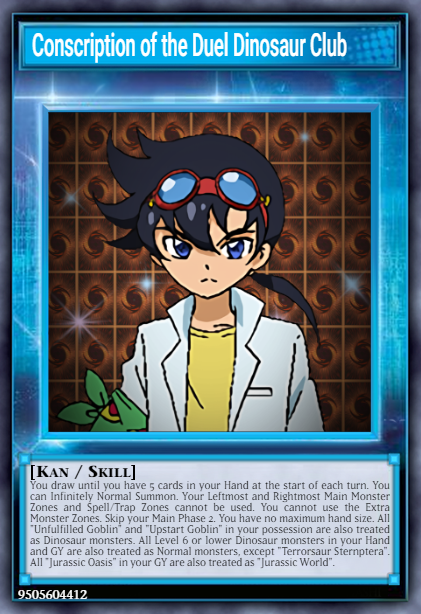 Conscription of the Duel Dinosaur Club
[Kan / Skill]
You draw until you have 5 cards in your Hand at the start of each turn. You
can Infinitely Normal Summon. Your Leftmost and Rightmost Main Monster
Zones and Spell/Trap Zones cannot be used. You cannot use the Extra
Monster Zones. Skip your Main Phase 2. You have no maximum hand size. All
"Unfulfilled Goblin" and "Upstart Goblin" in your possession are also treated
as Dinosaur monsters. All Level 6 or lower Dinosaur monsters in your Hand
and GY are also treated as Normal monsters, except "Terrorsaur Sternptera".
All "Jurassic Oasis" in your GY are also treated as "Jurassic World".
9505604412